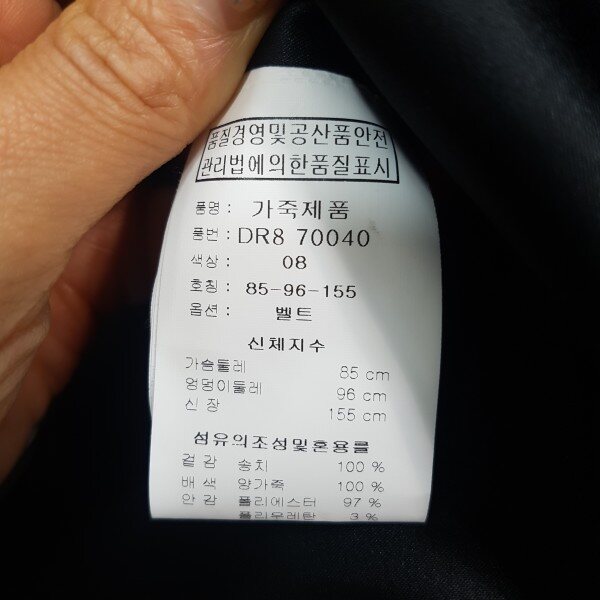 품질경영및공산품안전
관리법에의한품질표시
품명 : 가죽제품
품번 : DR8 70040
색상 : 08
호칭 : 85-96-155
옵션 : 벨트
신체지수
가슴둘레 85 cm
엉덩이둘레 96 cm
신 장 155 cm
섬유의조성및혼용률
겉 감 송치 100 %
배 색 양가죽 100 %
안 감 폴리에스터 97 %
폴리우레탄 3 %